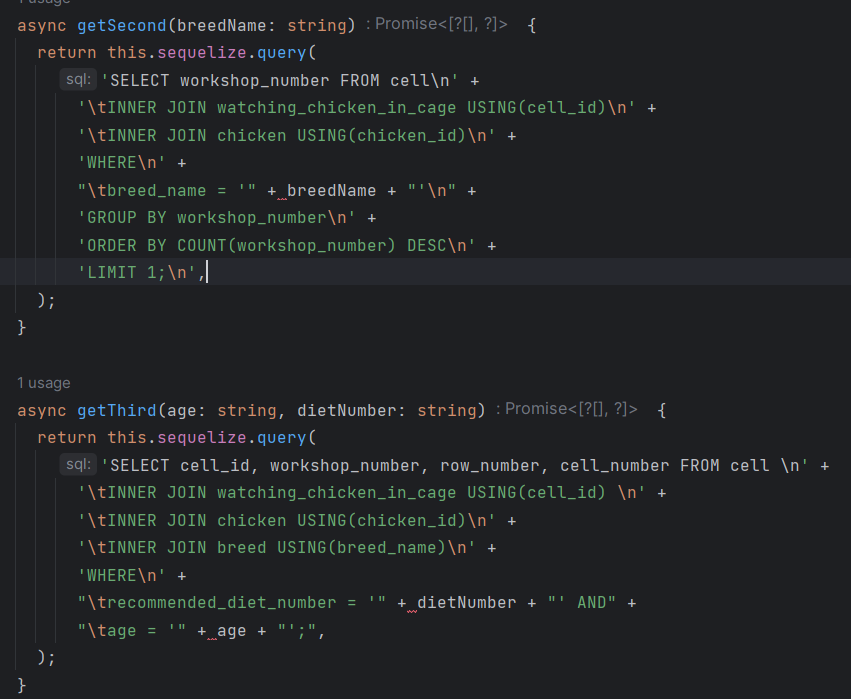 1 usage
async getSecond(breedName: string) : Promise<[?[], ?]> {
return this.sequelize.query(
sql: 'SELECT workshop_number FROM cell\n' +
'\tINNER JOIN watching_chicken_in_cage USING(cell_id)\n' +
'\tINNER JOIN chicken USING(chicken_id)\n' +
'WHERE\n' +
"\tbreed_name = '" + breedName + "'\n" +
'GROUP BY workshop_number\n' +
'ORDER BY COUNT(workshop_number) DESC\n' +
'LIMIT 1;\n',
);
}
1 usage
async getThird(age: string, dietNumber: string) : Promise<[?[], ?]> {
return this.sequelize.query(
sql: 'SELECT cell_id, workshop_number, row_number, cell_number FROM cell \n' +
'\tINNER JOIN watching_chicken_in_cage USING(cell_id) \n' +
'\tINNER JOIN chicken USING(chicken_id)\n' +
'\tINNER JOIN breed USING(breed_name)\n' +
'WHERE\n' +
"\trecommended_diet_number = '" + dietNumber + "' AND" +
"\tage = '" + age + "';",
);
}